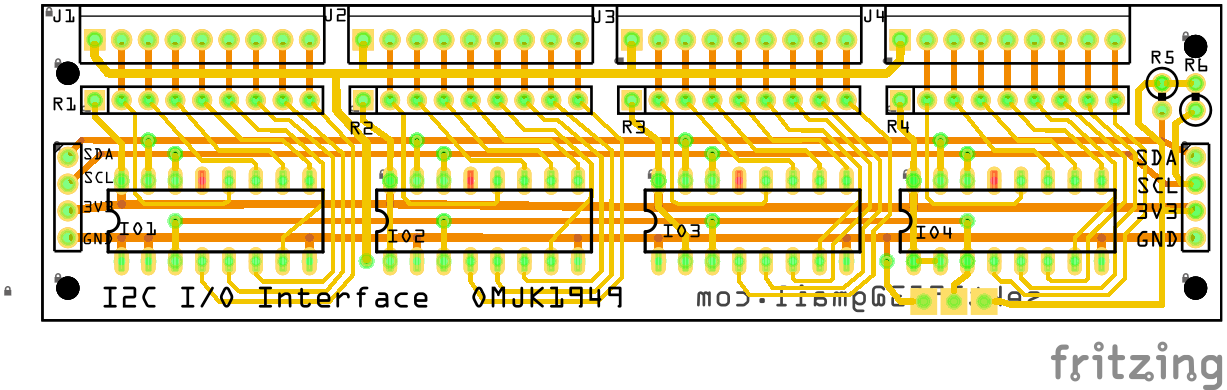 J1 J2 J3 J4
R5 R6
R1 R2 R3 R4
SDA SDA
SCL SCL
3V3 3V3
GND GND
IO1 IO2 IO3 IO4
I2C I/O Interface OMJK1949
@gmail.com
fritzing